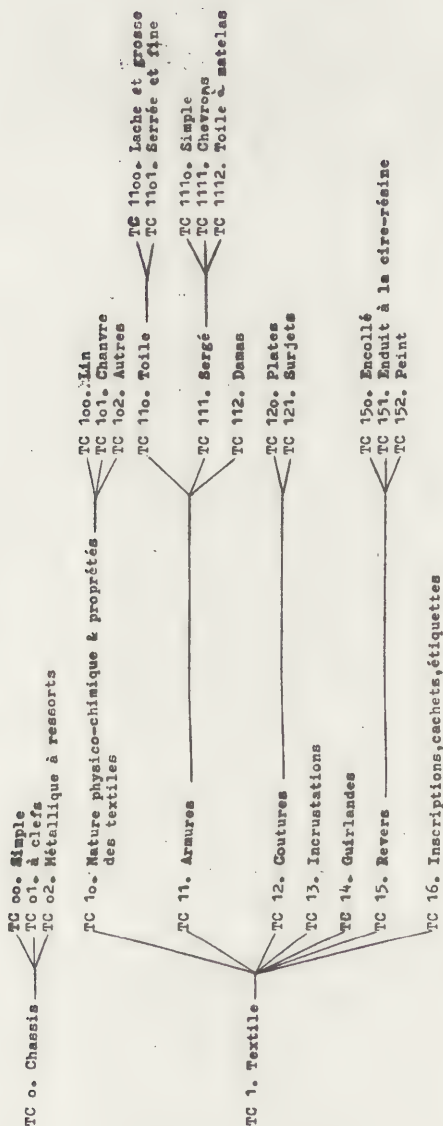 TC o. Chassis
TC oo. Simple
TC o1. à clefs
TC o2. Métallique à ressorts
TC 1. Textile
TC 1o. Nature physico-chimique & proprétés
des textiles
TC 1oo. Lin
TC 1o1. Chanvre
TC 1o2. Autres
TC 11. Armures
TC 11o. Toile
TC 11oo. Lache et grosse
TC 11o1. Serrée et fine
TC 111. Sergé
TC 111o. Simple
TC 1111. Chevrons
TC 1112. Toile à matelas
TC 112. Damas
TC 12. Coutures
TC 12o. Plates
TC 121. Surjets
TC 13. Incrustations
TC 14. Guirlandes
TC 15. Revers
TC 15o. Encollé
TC 151. Enduit à la cire-résine
TC 152. Peint
TC 16. Inscriptions,cachets,étiquettes